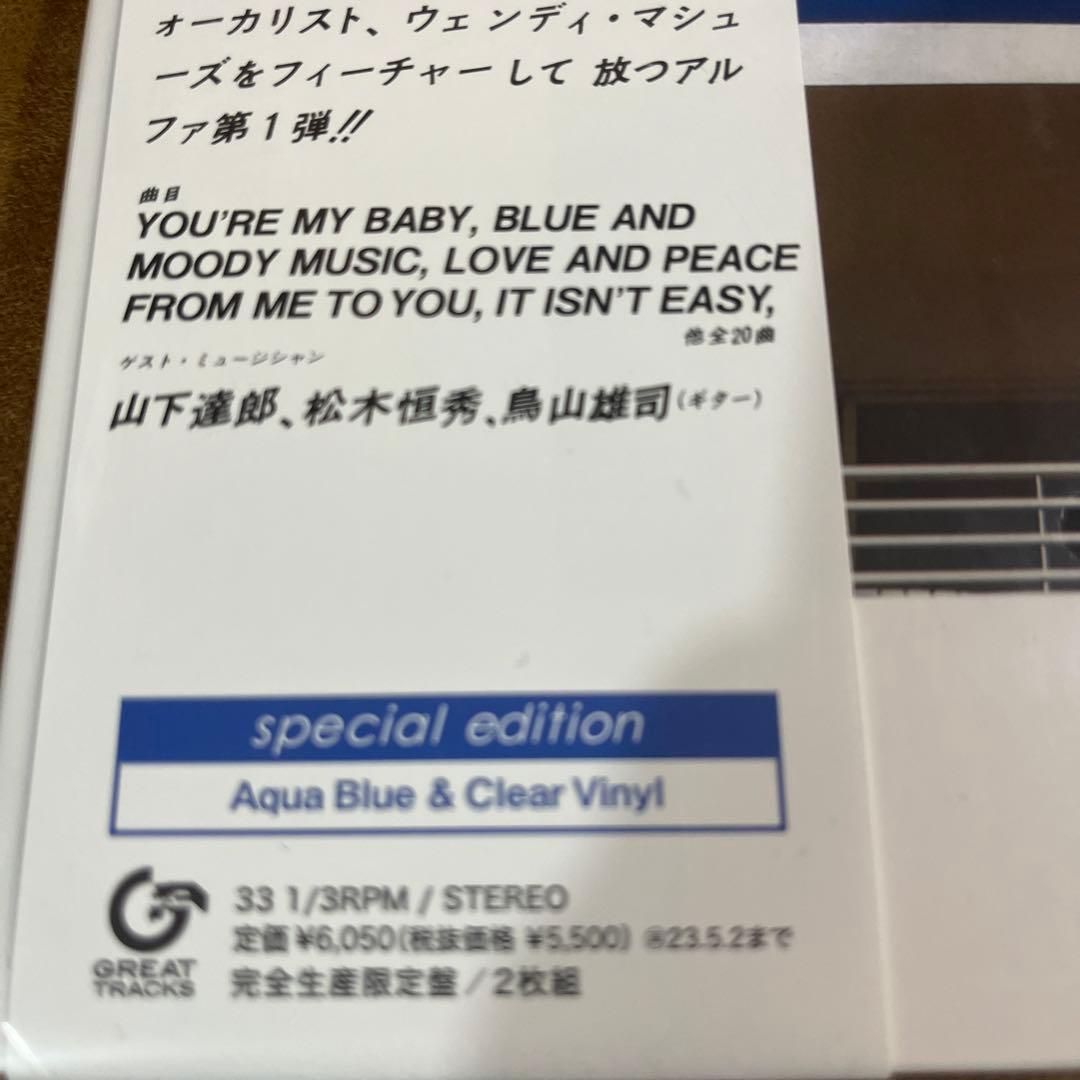 ォーカリスト、ウェンディ・マシュ
ーズをフィーチャーして 放つアル
ファ第1弾!!
曲目
YOU'RE MY BABY, BLUE AND
MOODY MUSIC, LOVE AND PEACE
FROM ME TO YOU, IT ISN'T EASY,
他全20曲
ゲスト・ミュージシャン
山下達郎、松木恒秀、鳥山雄司(ギター)
special edition
Aqua Blue & Clear Vinyl
33 1/3RPM / STEREO
定価¥6,050(税抜価格 ¥5,500) ㊡23.5.2まで
GREAT
TRACKS
完全生産限定盤/2枚組